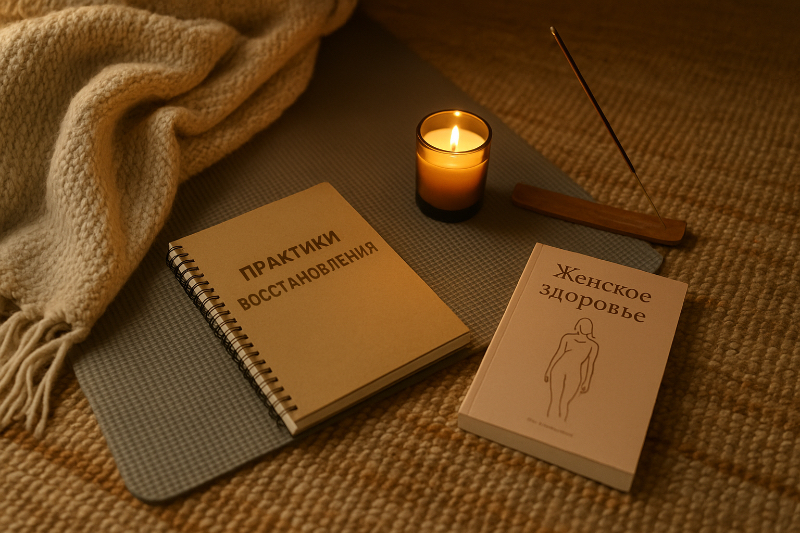 ПРАКТИКИ
ВОССТАНОВЛЕНИЯ
Женское
здоровье